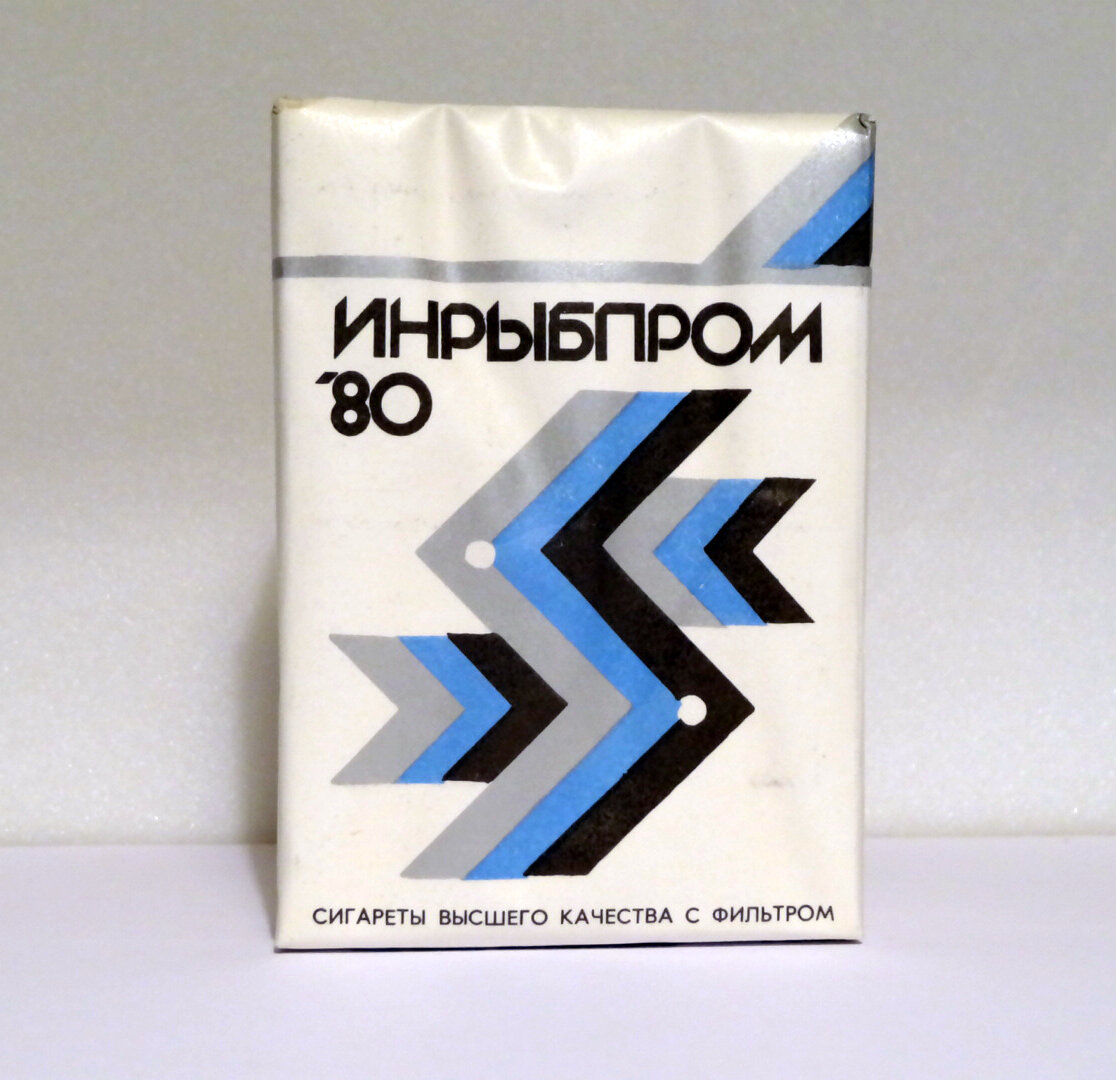 ИНРЫБПРОМ
'80
СИГАРЕТЫ ВЫСШЕГО КАЧЕСТВА С ФИЛЬТРОМ